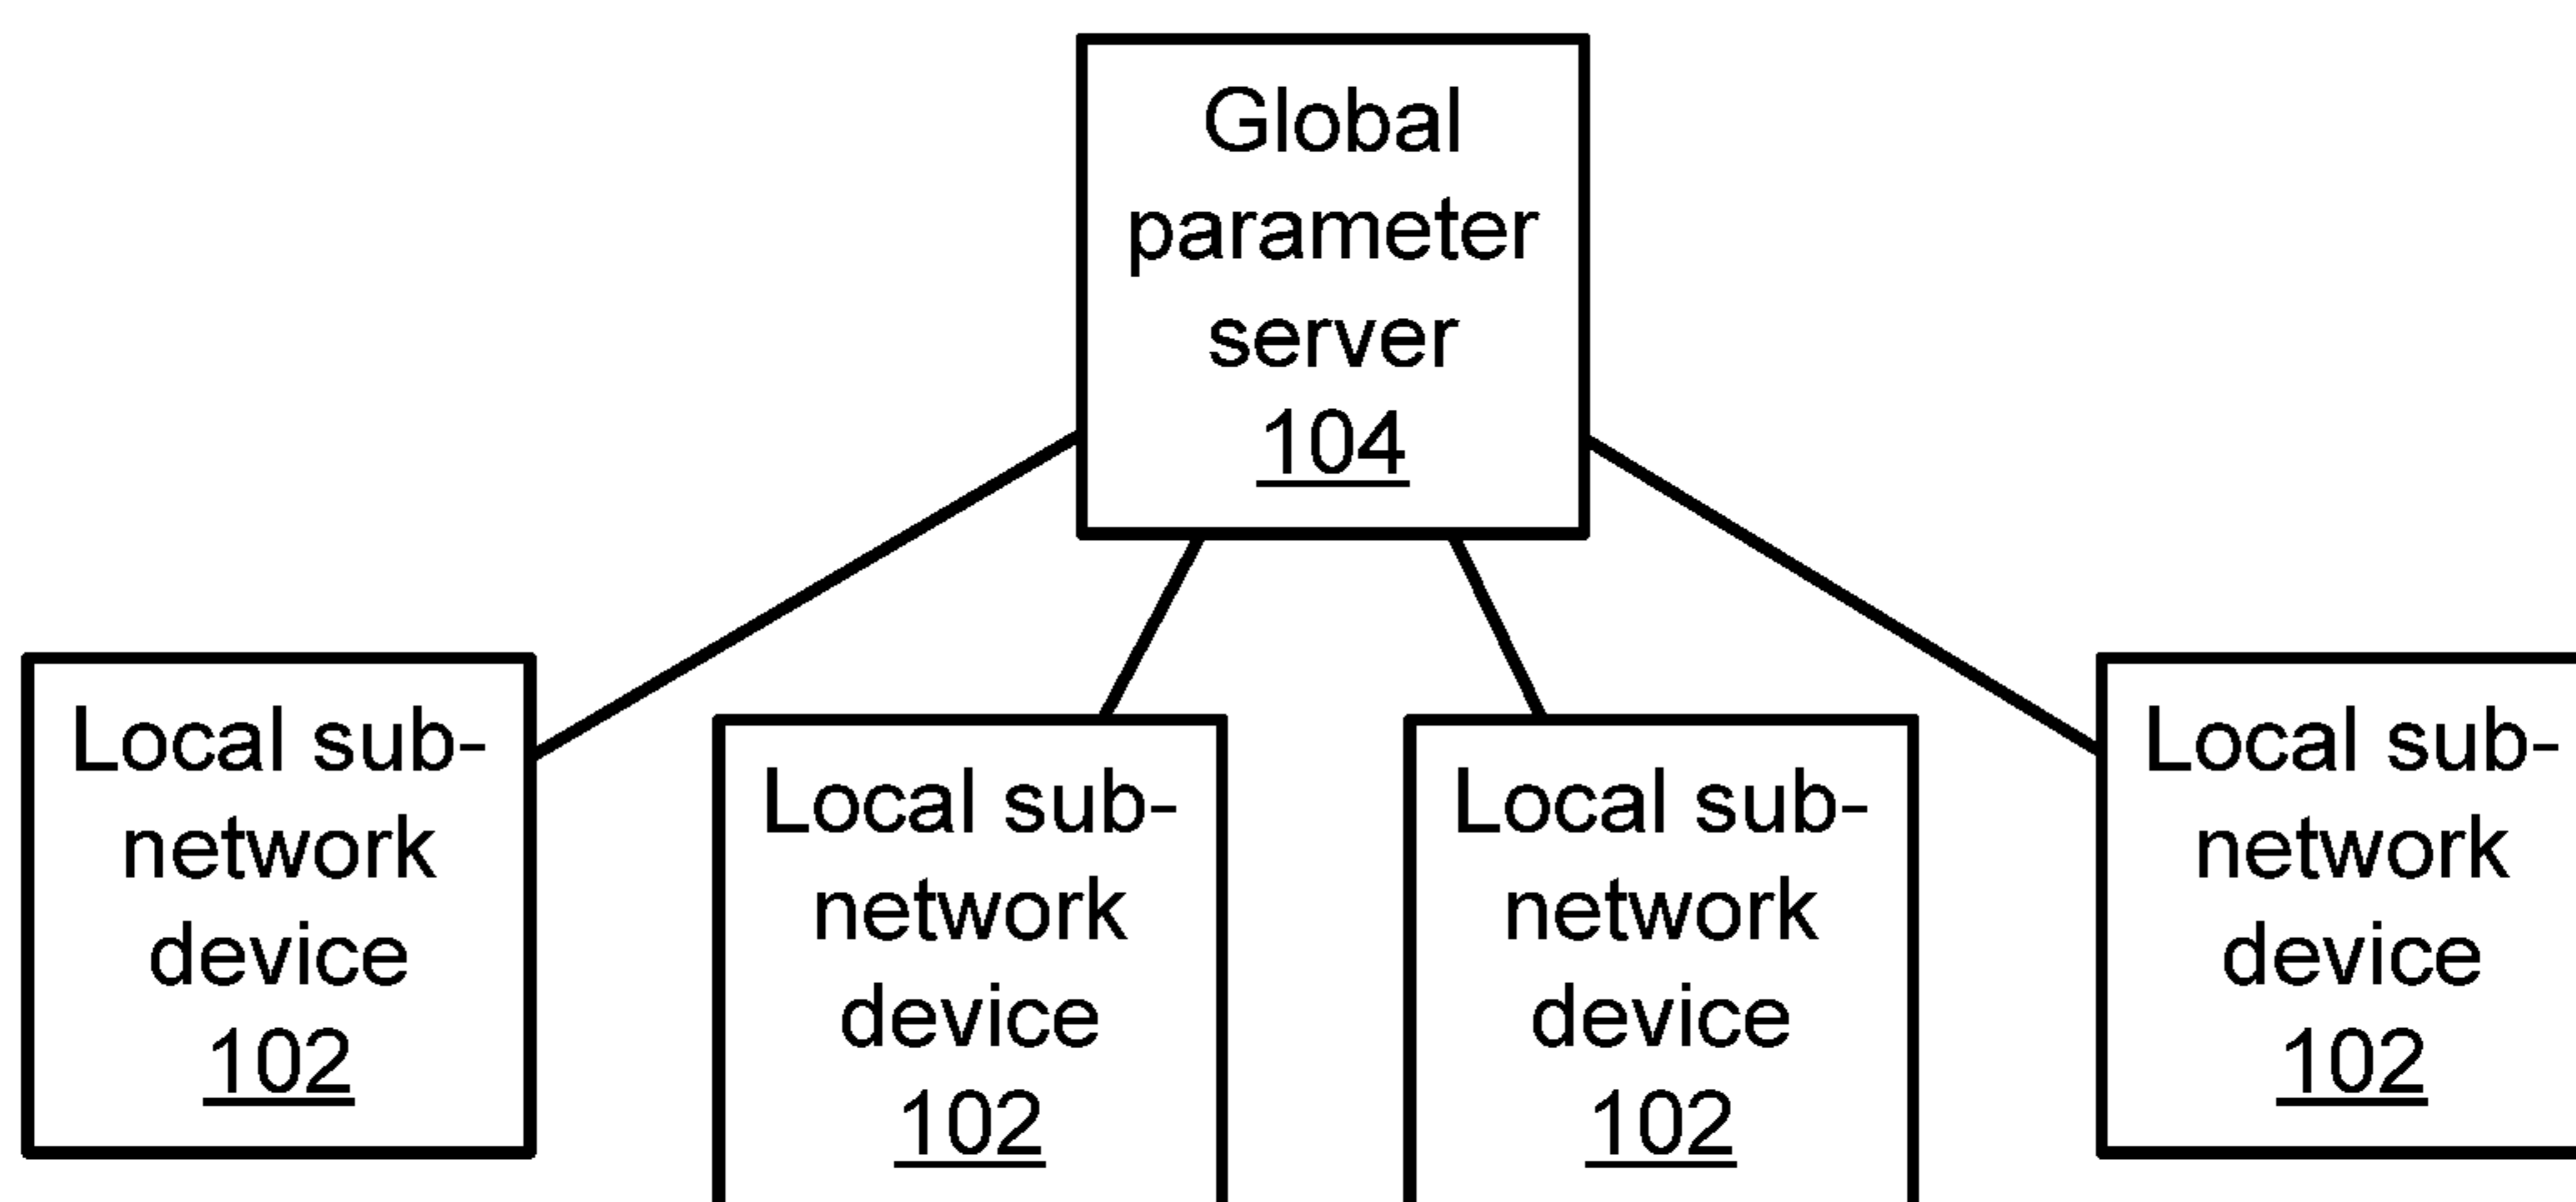 Global
parameter
server
104
Local sub-
network
device
102
Local sub-
network
device
102
Local sub-
network
device
102
Local sub-
network
device
102